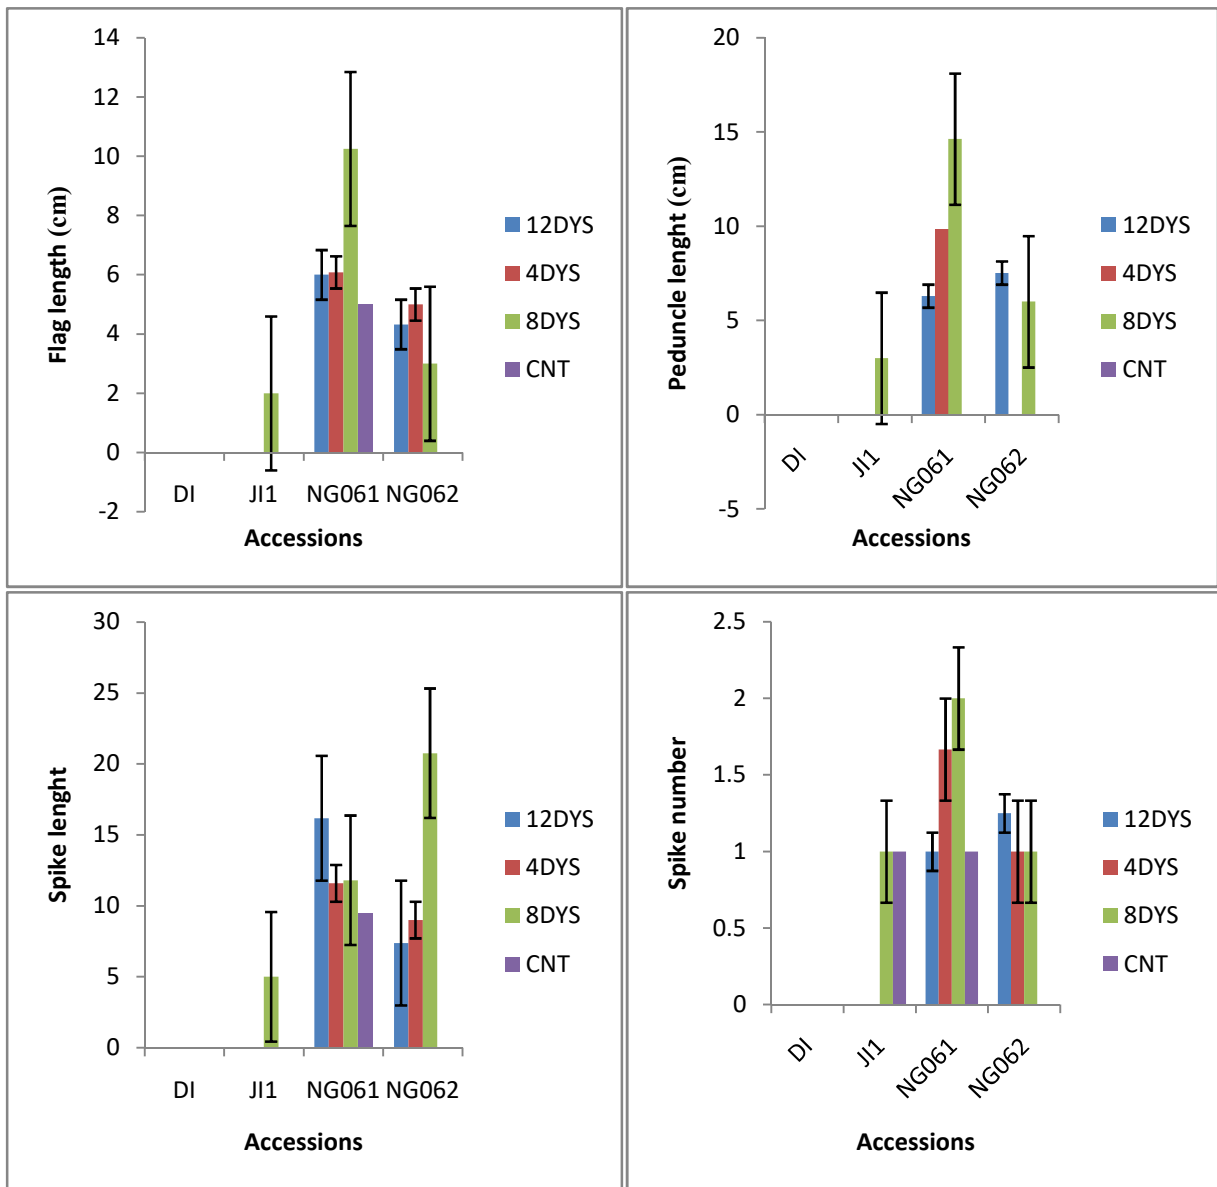 14
12
10
8
6
4
2
0
-2
Flag length (cm)
DI JI1 NG061 NG062
Accessions
12DYS
4DYS
8DYS
CNT
20
15
10
5
0
-5
Peduncle lenght (cm)
DI JI1 NG061 NG062
Accessions
12DYS
4DYS
8DYS
CNT
30
25
20
15
10
5
0
Spike lenght
DI JI1 NG061 NG062
Accessions
12DYS
4DYS
8DYS
CNT
2.5
2
1.5
1
0.5
0
Spike number
DI JI1 NG061 NG062
Accessions
12DYS
4DYS
8DYS
CNT